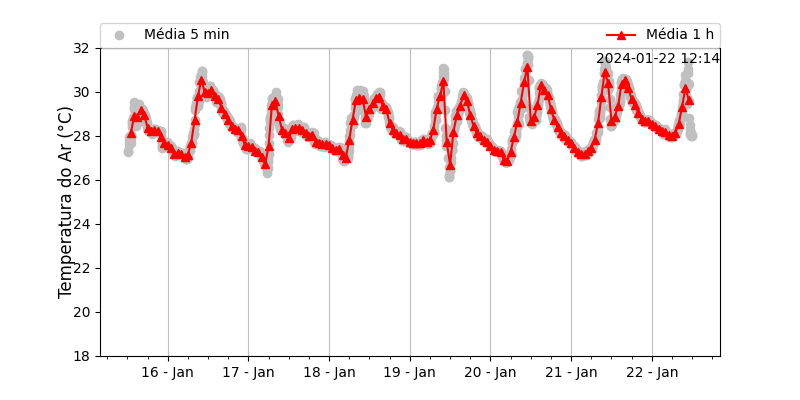 Média 5 min
Média 1 h
2024-01-22 12:14
Temperatura do Ar (°C)
32
30
28
26
24
22
20
18
16 - Jan
17 - Jan
18 - Jan
19 - Jan
20 - Jan
21 - Jan
22 - Jan